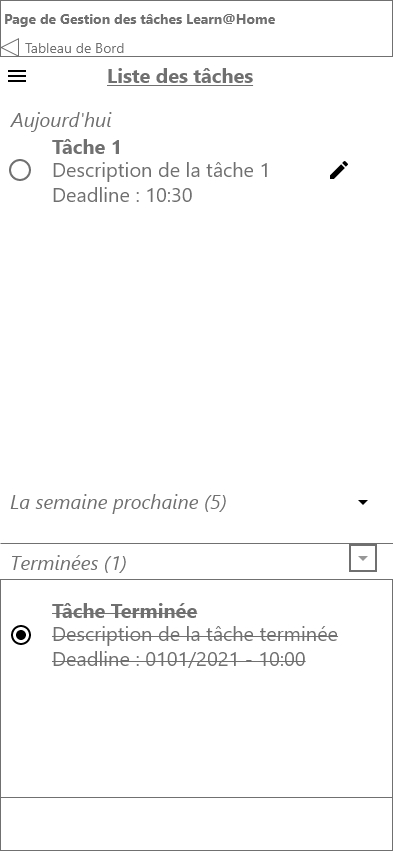 Page de Gestion des tâches Learn@Home
Tableau de Bord
Liste des tâches
Aujourd'hui
Tâche 1
Description de la tâche 1
Deadline : 10:30
La semaine prochaine (5)
Terminées (1)
Tâche Terminée
Description de la tâche terminée
Deadline : 0101/2021 - 10:00